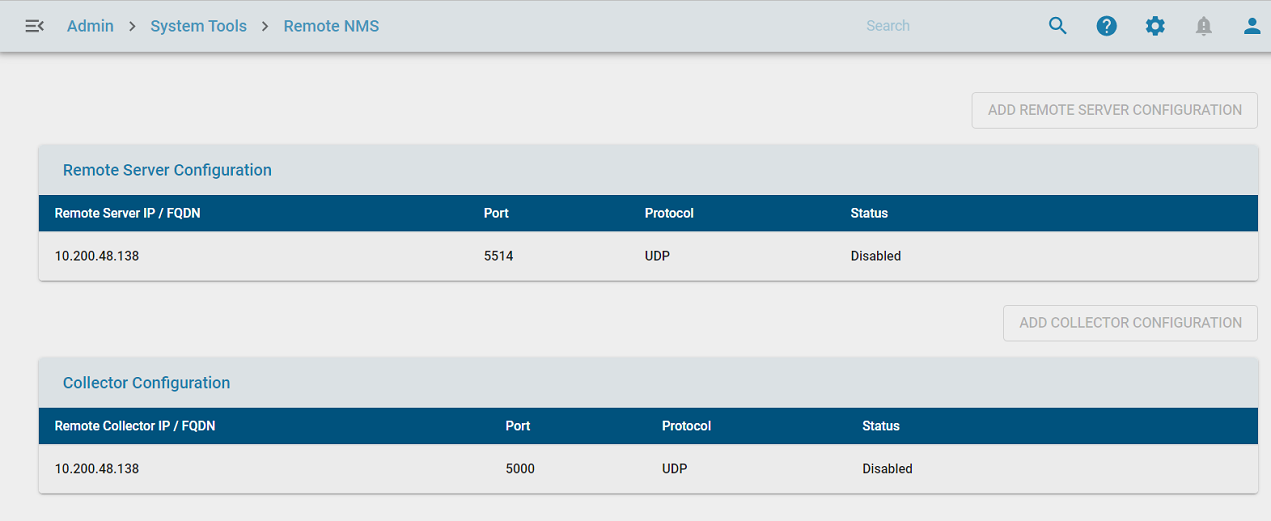 Admin > System Tools > Remote NMS Search
ADD REMOTE SERVER CONFIGURATION
Remote Server Configuration
Remote Server IP / FQDN Port Protocol Status
10.200.48.138 5514 UDP Disabled
ADD COLLECTOR CONFIGURATION
Collector Configuration
Remote Collector IP / FQDN Port Protocol Status
10.200.48.138 5000 UDP Disabled